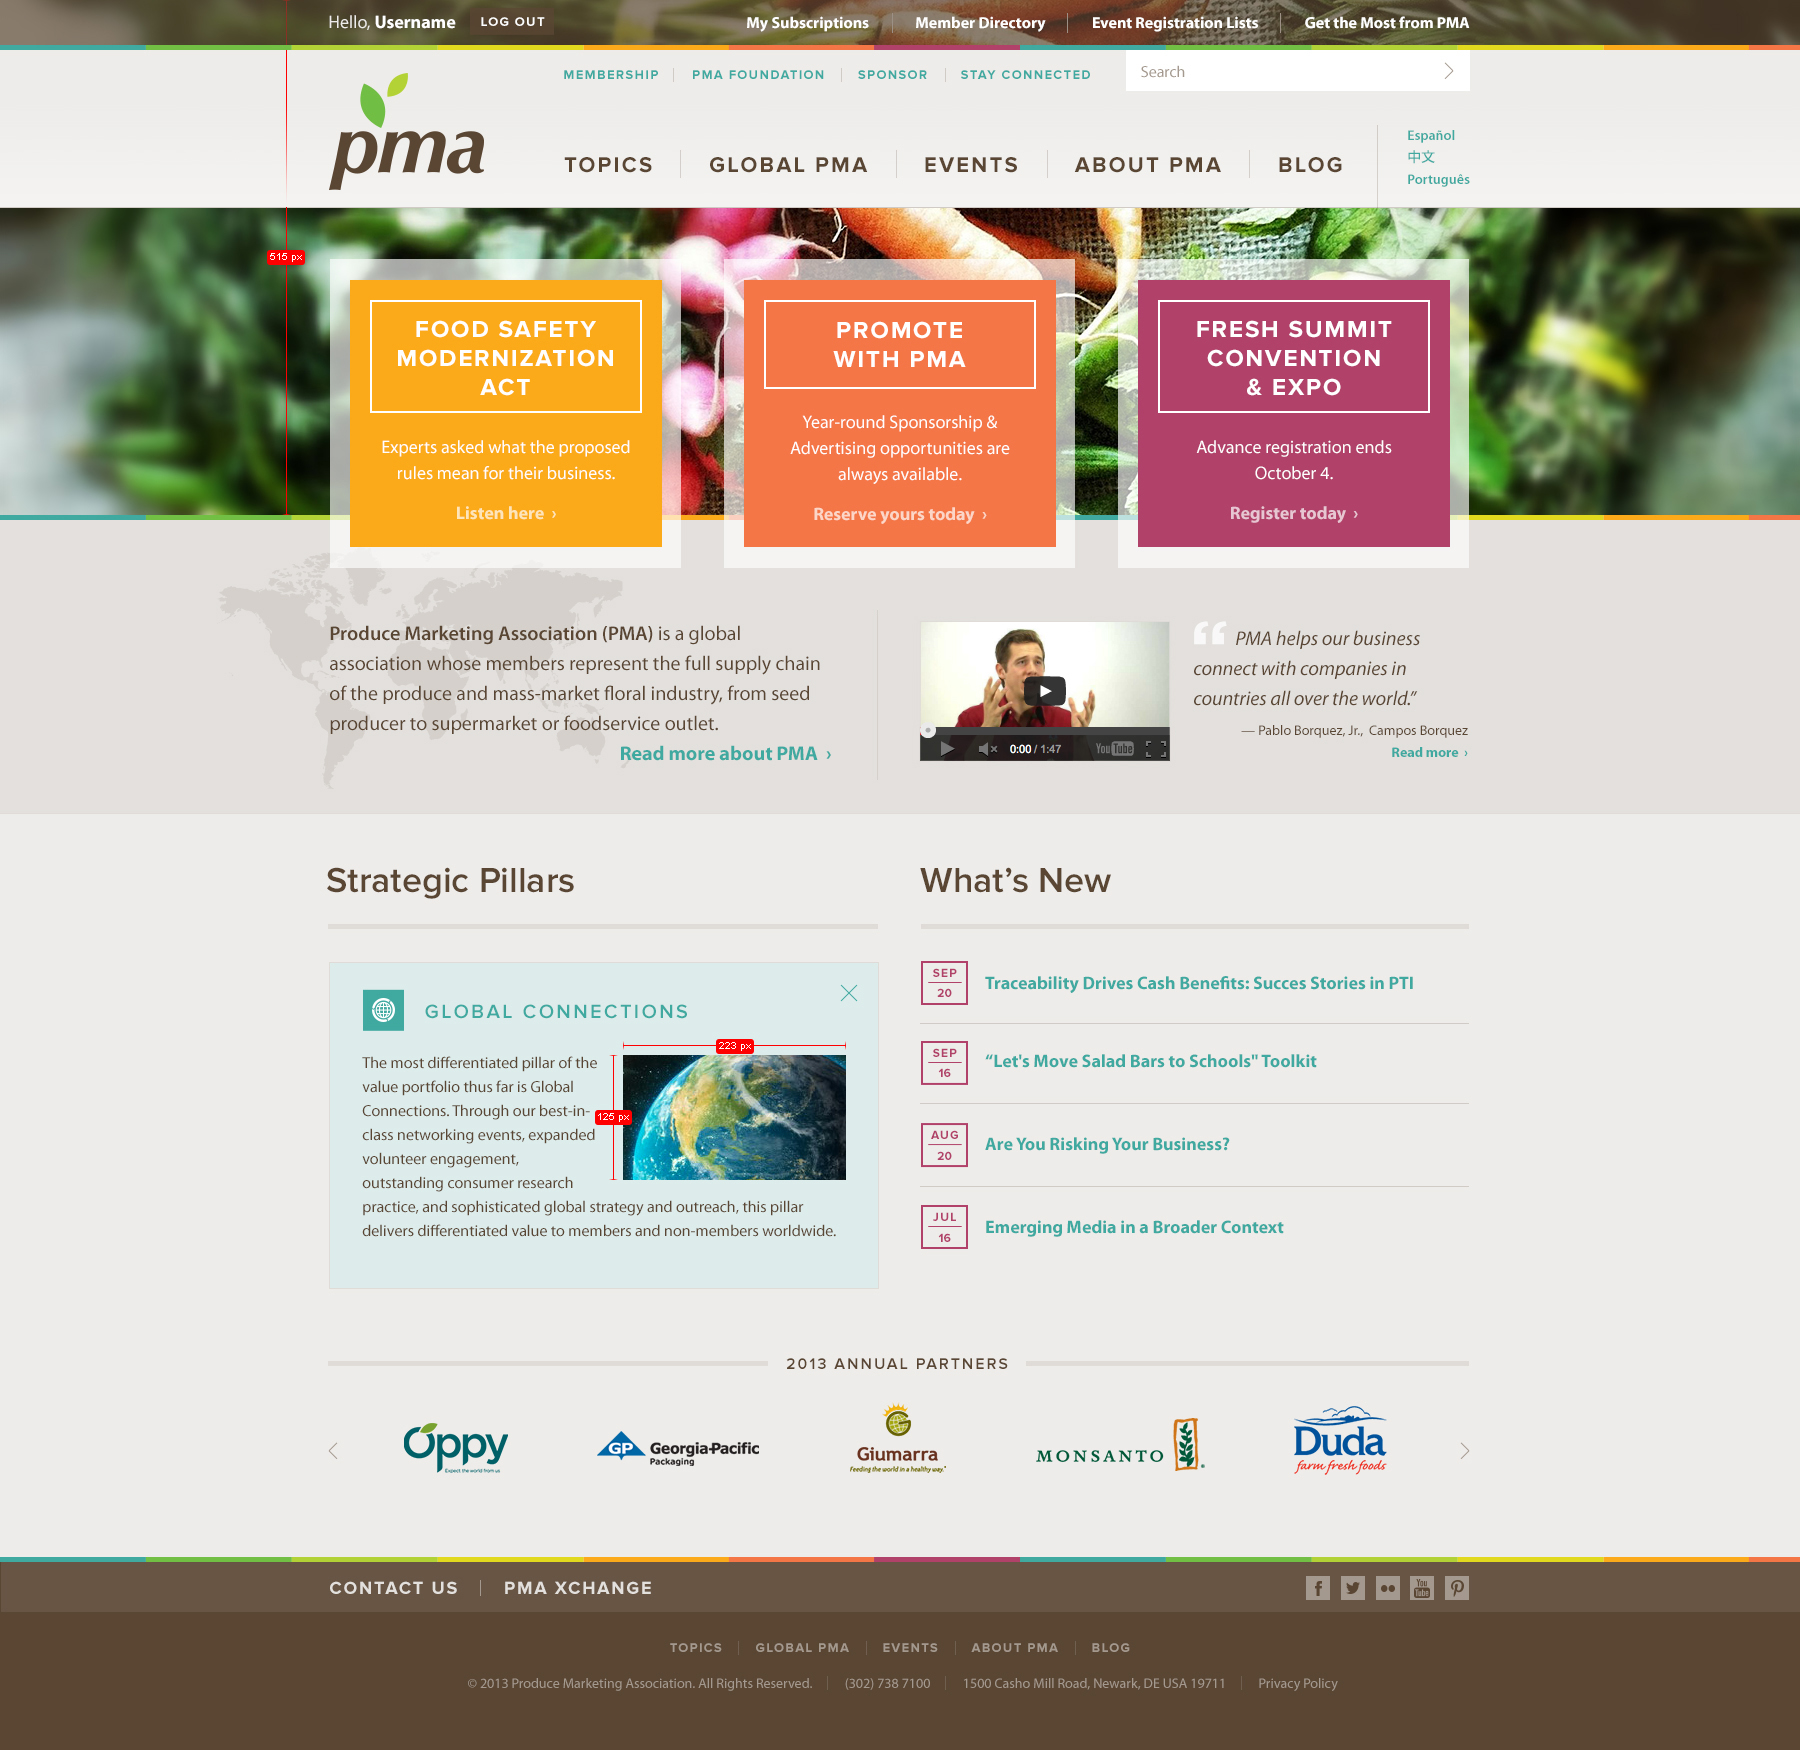 Hello, Username LOG OUT
My Subscriptions Member Directory Event Registration Lists Get the Most from PMA
MEMBERSHIP PMA FOUNDATION SPONSOR STAY CONNECTED
Search
pma
TOPICS GLOBAL PMA EVENTS ABOUT PMA BLOG
Español
中文
Português
515 px
FOOD SAFETY
MODERNIZATION
ACT
Experts asked what the proposed
rules mean for their business.
Listen here ›
PROMOTE
WITH PMA
Year-round Sponsorship &
Advertising opportunities are
always available.
Reserve yours today ›
FRESH SUMMIT
CONVENTION
& EXPO
Advance registration ends
October 4.
Register today ›
Produce Marketing Association (PMA) is a global
association whose members represent the full supply chain
of the produce and mass-market floral industry, from seed
producer to supermarket or foodservice outlet.
Read more about PMA ›
0:00 / 1:47 YouTube
“ PMA helps our business
connect with companies in
countries all over the world.”
— Pablo Borquez, Jr., Campos Borquez
Read more ›
Strategic Pillars
GLOBAL CONNECTIONS
223 px
125 px
The most differentiated pillar of the
value portfolio thus far is Global
Connections. Through our best-in-
class networking events, expanded
volunteer engagement,
outstanding consumer research
practice, and sophisticated global strategy and outreach, this pillar
delivers differentiated value to members and non-members worldwide.
What’s New
SEP
20
Traceability Drives Cash Benefits: Succes Stories in PTI
SEP
16
“Let's Move Salad Bars to Schools" Toolkit
AUG
20
Are You Risking Your Business?
JUL
16
Emerging Media in a Broader Context
2013 ANNUAL PARTNERS
Oppy
Expect the world from us
GP Georgia-Pacific
Packaging
G
Giumarra
Feeding the world in a healthy way.
MONSANTO
Duda
farm fresh foods
CONTACT US PMA XCHANGE
You
Tube
TOPICS GLOBAL PMA EVENTS ABOUT PMA BLOG
© 2013 Produce Marketing Association. All Rights Reserved. (302) 738 7100 1500 Casho Mill Road, Newark, DE USA 19711 Privacy Policy